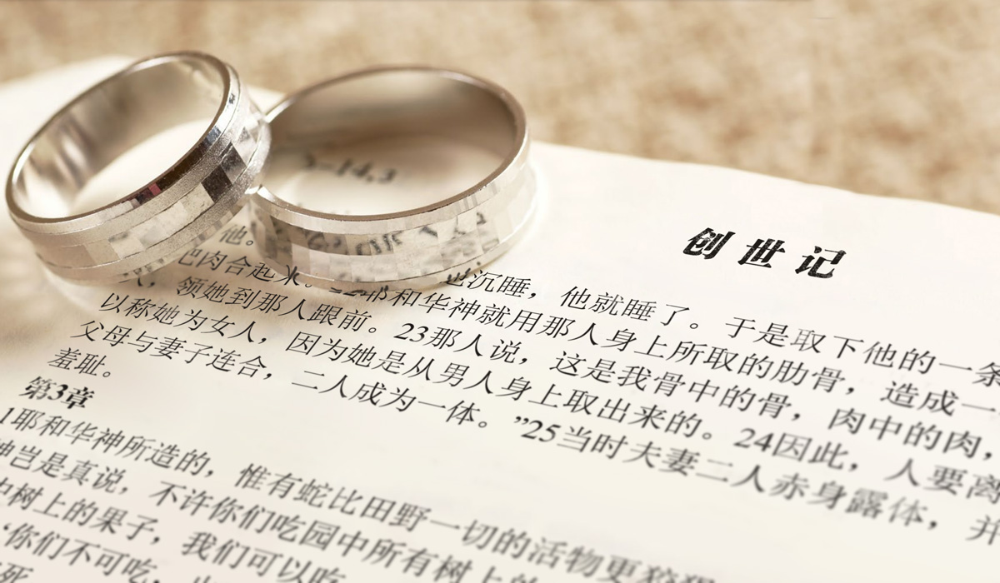 创世记
3-14,3
他。
沉睡，他就睡了。于是取下他的一条
把肉合起来。22耶和华神就用那人身上所取的肋骨，造成一
人，领她到那人跟前。23那人说，这是我骨中的骨，肉中的肉，
以称她为女人，因为她是从男人身上取出来的。24因此，人要离
父母与妻子连合，二人成为一体。”25当时夫妻二人赤身露体，并
羞耻。
第3章
1耶和华神所造的，惟有蛇比田野一切的活物更狡猾
神岂是真说，不许你们吃园中所有树上的
中树上的果子，我们可以吃
‘你们不可吃，也
死